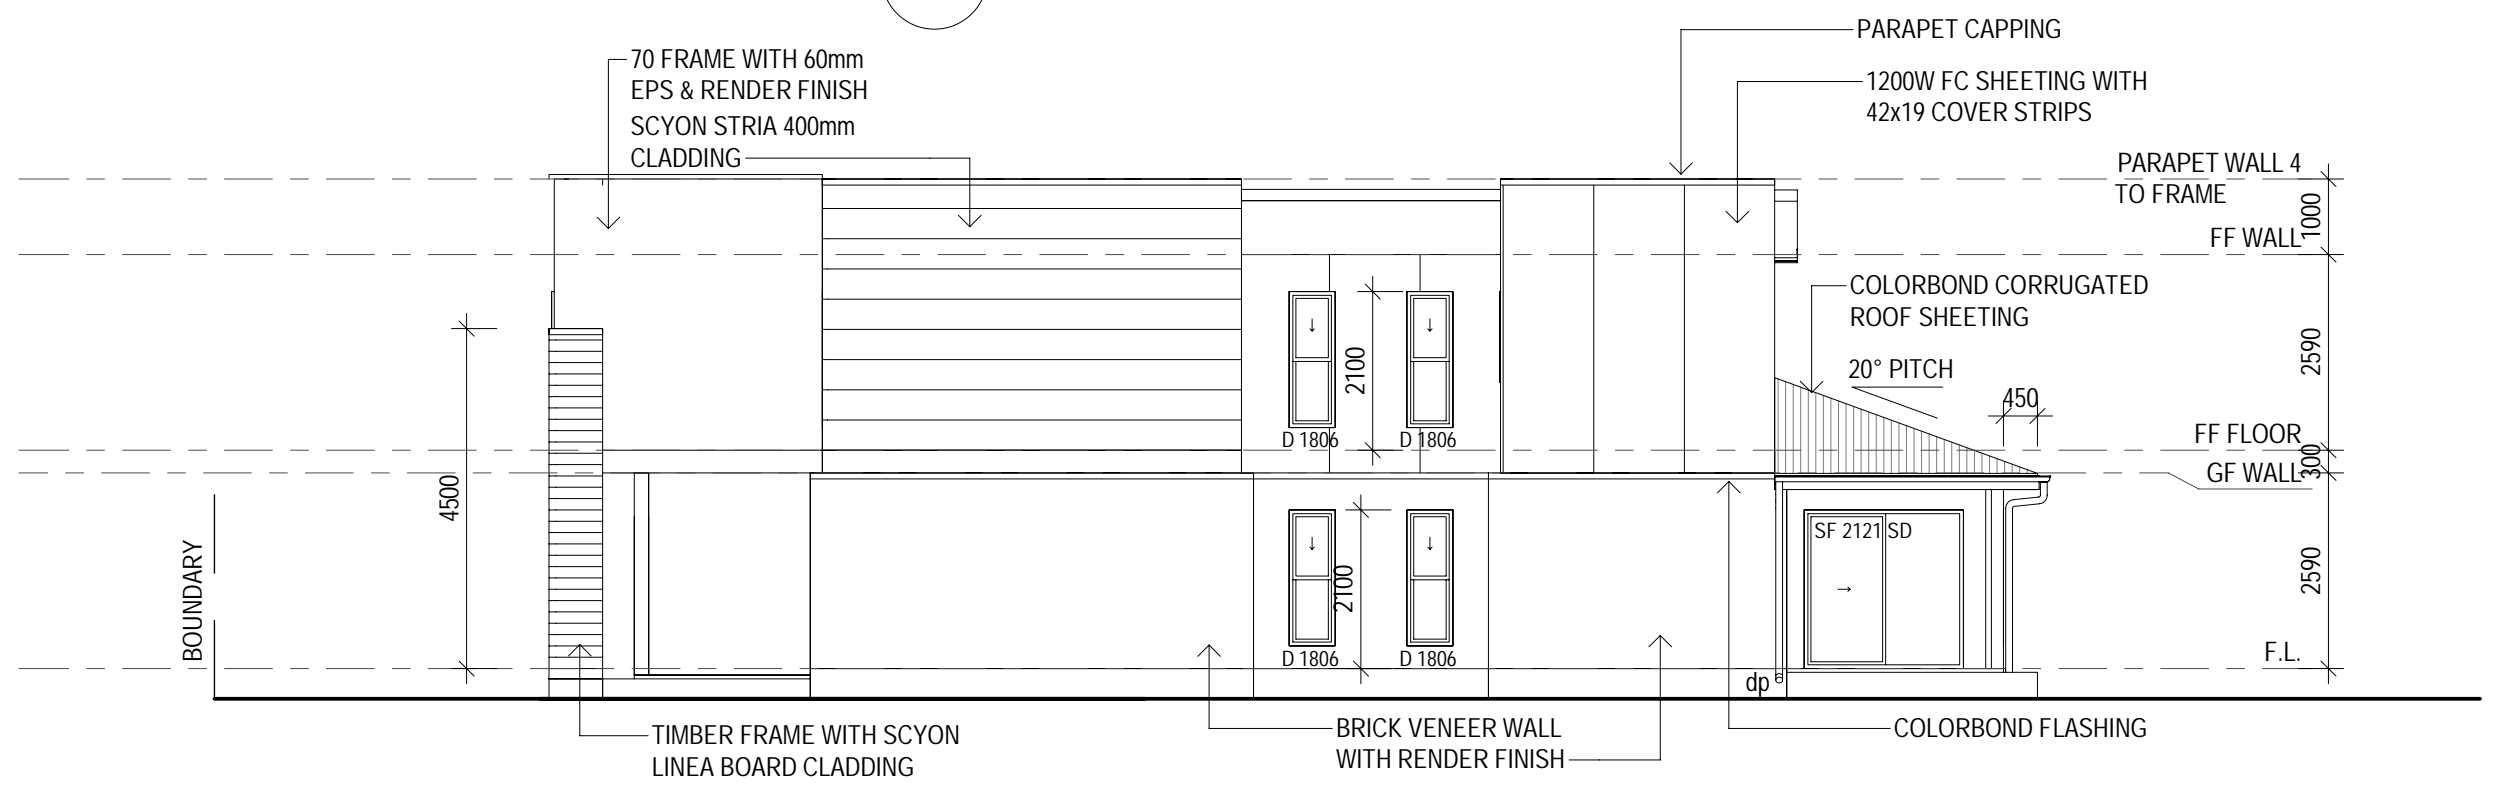 70 FRAME WITH 60mm
EPS & RENDER FINISH
SCYON STRIA 400mm
CLADDING
PARAPET CAPPING
1200W FC SHEETING WITH
42x19 COVER STRIPS
PARAPET WALL 4
TO FRAME
1000
FF WALL
COLORBOND CORRUGATED
ROOF SHEETING
2590
20° PITCH
450
2100
D 1806
D 1806
FF FLOOR
300
GF WALL
4500
BOUNDARY
2100
D 1806
D 1806
SF 2121 SD
2590
F.L.
dp
TIMBER FRAME WITH SCYON
LINEA BOARD CLADDING
BRICK VENEER WALL
WITH RENDER FINISH
COLORBOND FLASHING